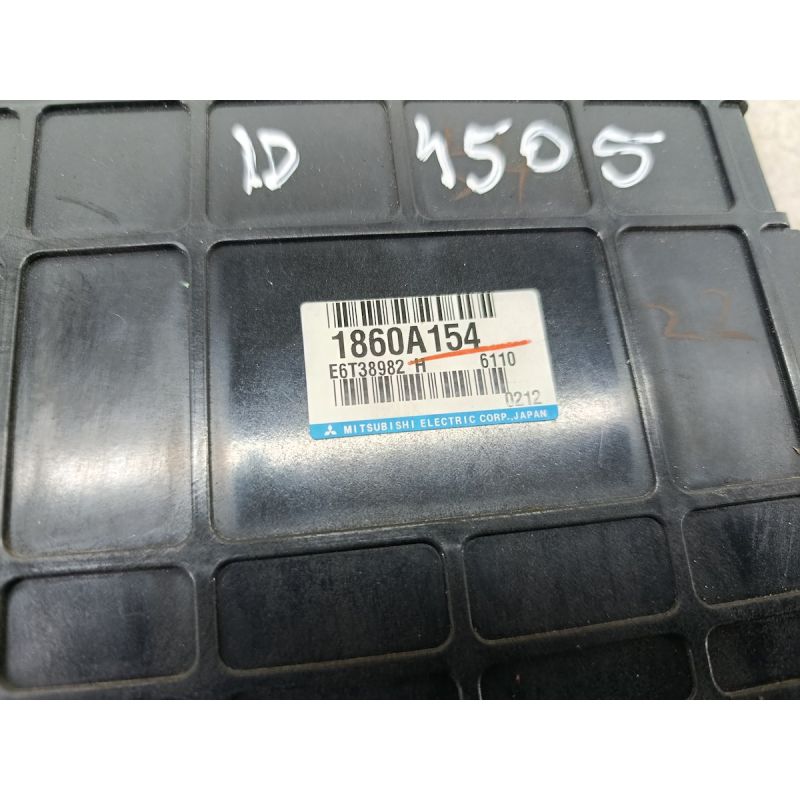 ID 4505
22
1860A154
E6T38982 H 6110
0212
MITSUBISHI ELECTRIC CORP.,JAPAN